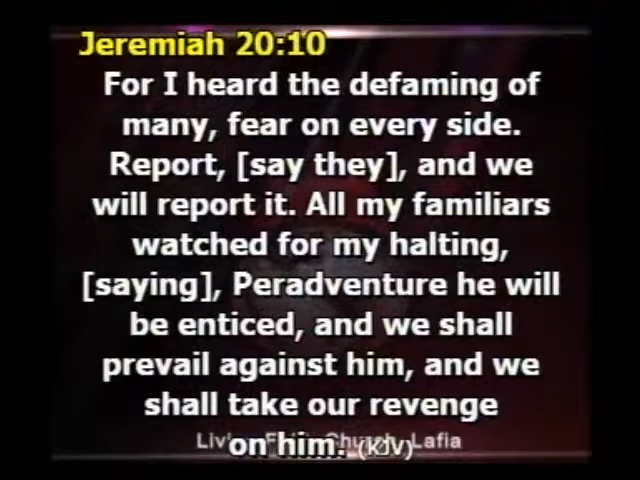 Jeremiah 20:10
For I heard the defaming of
many, fear on every side.
Report, [say they], and we
will report it. All my familiars
watched for my halting,
[saying], Peradventure he will
be enticed, and we shall
prevail against him, and we
shall take our revenge
on him. (KJV)
Church, Lafia